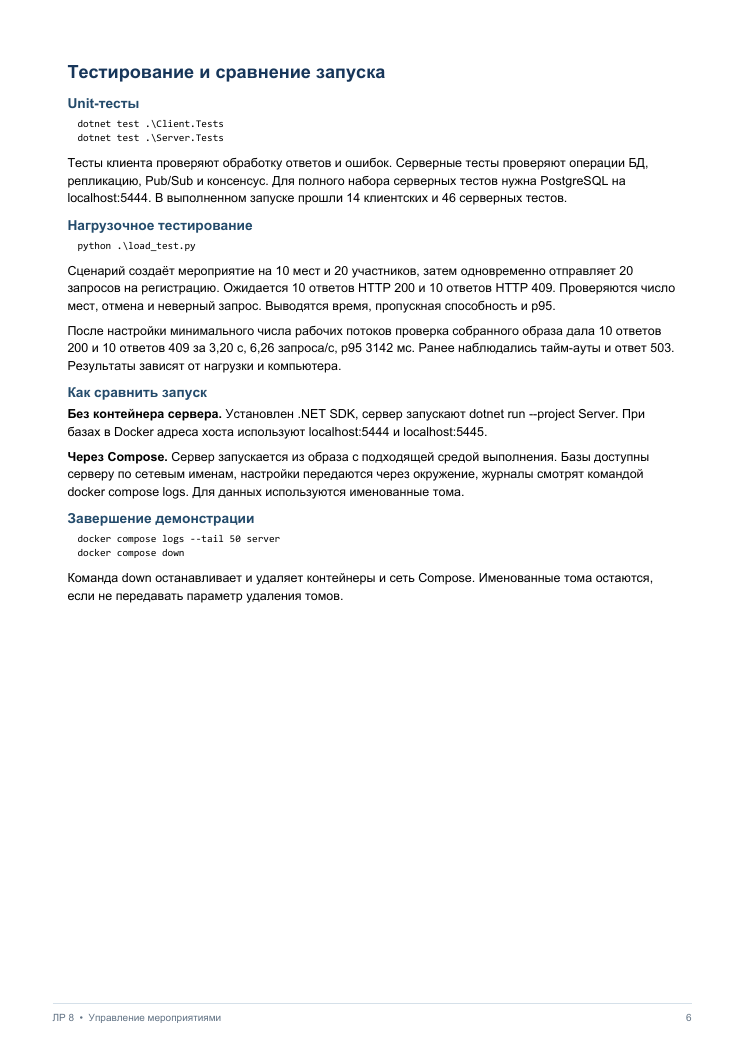 Тестирование и сравнение запуска
Unit-тесты
dotnet test .\Client.Tests
dotnet test .\Server.Tests
Тесты клиента проверяют обработку ответов и ошибок. Серверные тесты проверяют операции БД,
репликацию, Pub/Sub и консенсус. Для полного набора серверных тестов нужна PostgreSQL на
localhost:5444. В выполненном запуске прошли 14 клиентских и 46 серверных тестов.
Нагрузочное тестирование
python .\load_test.py
Сценарий создаёт мероприятие на 10 мест и 20 участников, затем одновременно отправляет 20
запросов на регистрацию. Ожидается 10 ответов HTTP 200 и 10 ответов HTTP 409. Проверяются число
мест, отмена и неверный запрос. Выводятся время, пропускная способность и p95.
После настройки минимального числа рабочих потоков проверка собранного образа дала 10 ответов
200 и 10 ответов 409 за 3,20 с, 6,26 запроса/с, p95 3142 мс. Ранее наблюдались тайм-ауты и ответ 503.
Результаты зависят от нагрузки и компьютера.
Как сравнить запуск
Без контейнера сервера. Установлен .NET SDK, сервер запускают dotnet run --project Server. При
базах в Docker адреса хоста используют localhost:5444 и localhost:5445.
Через Compose. Сервер запускается из образа с подходящей средой выполнения. Базы доступны
серверу по сетевым именам, настройки передаются через окружение, журналы смотрят командой
docker compose logs. Для данных используются именованные тома.
Завершение демонстрации
docker compose logs --tail 50 server
docker compose down
Команда down останавливает и удаляет контейнеры и сеть Compose. Именованные тома остаются,
если не передавать параметр удаления томов.
ЛР 8 • Управление мероприятиями
6